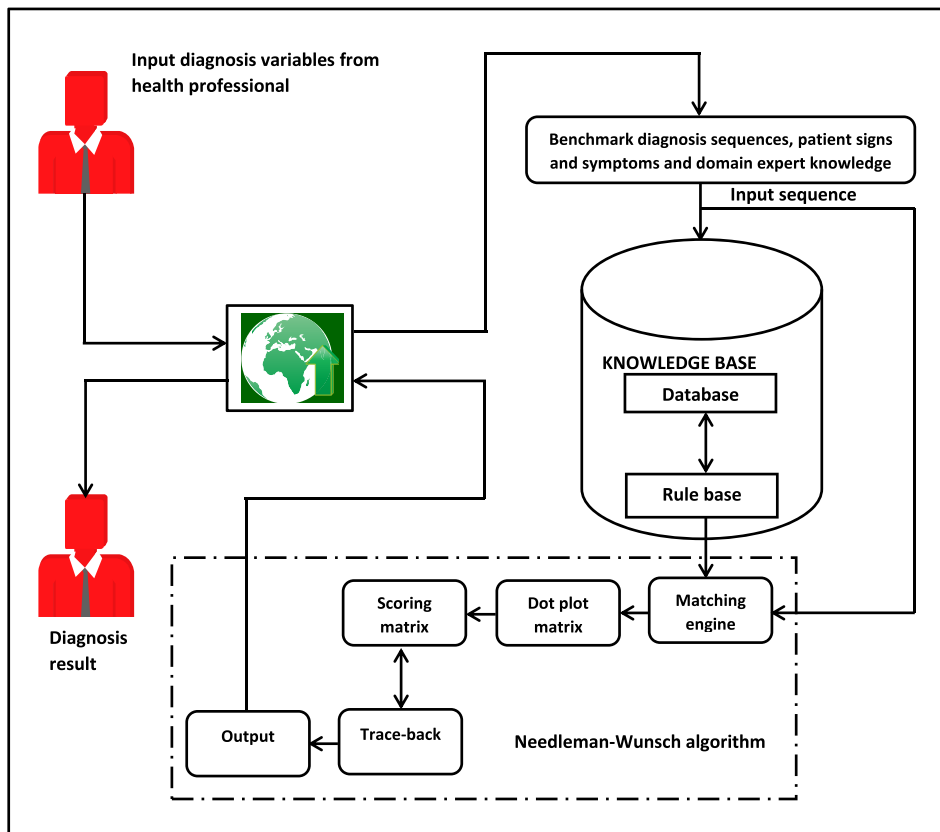 Input diagnosis variables from
health professional
Benchmark diagnosis sequences, patient signs
and symptoms and domain expert knowledge
Input sequence
KNOWLEDGE BASE
Database
Rule base
Scoring
matrix
Dot plot
matrix
Matching
engine
Diagnosis
result
Output
Trace-back
Needleman-Wunsch algorithm